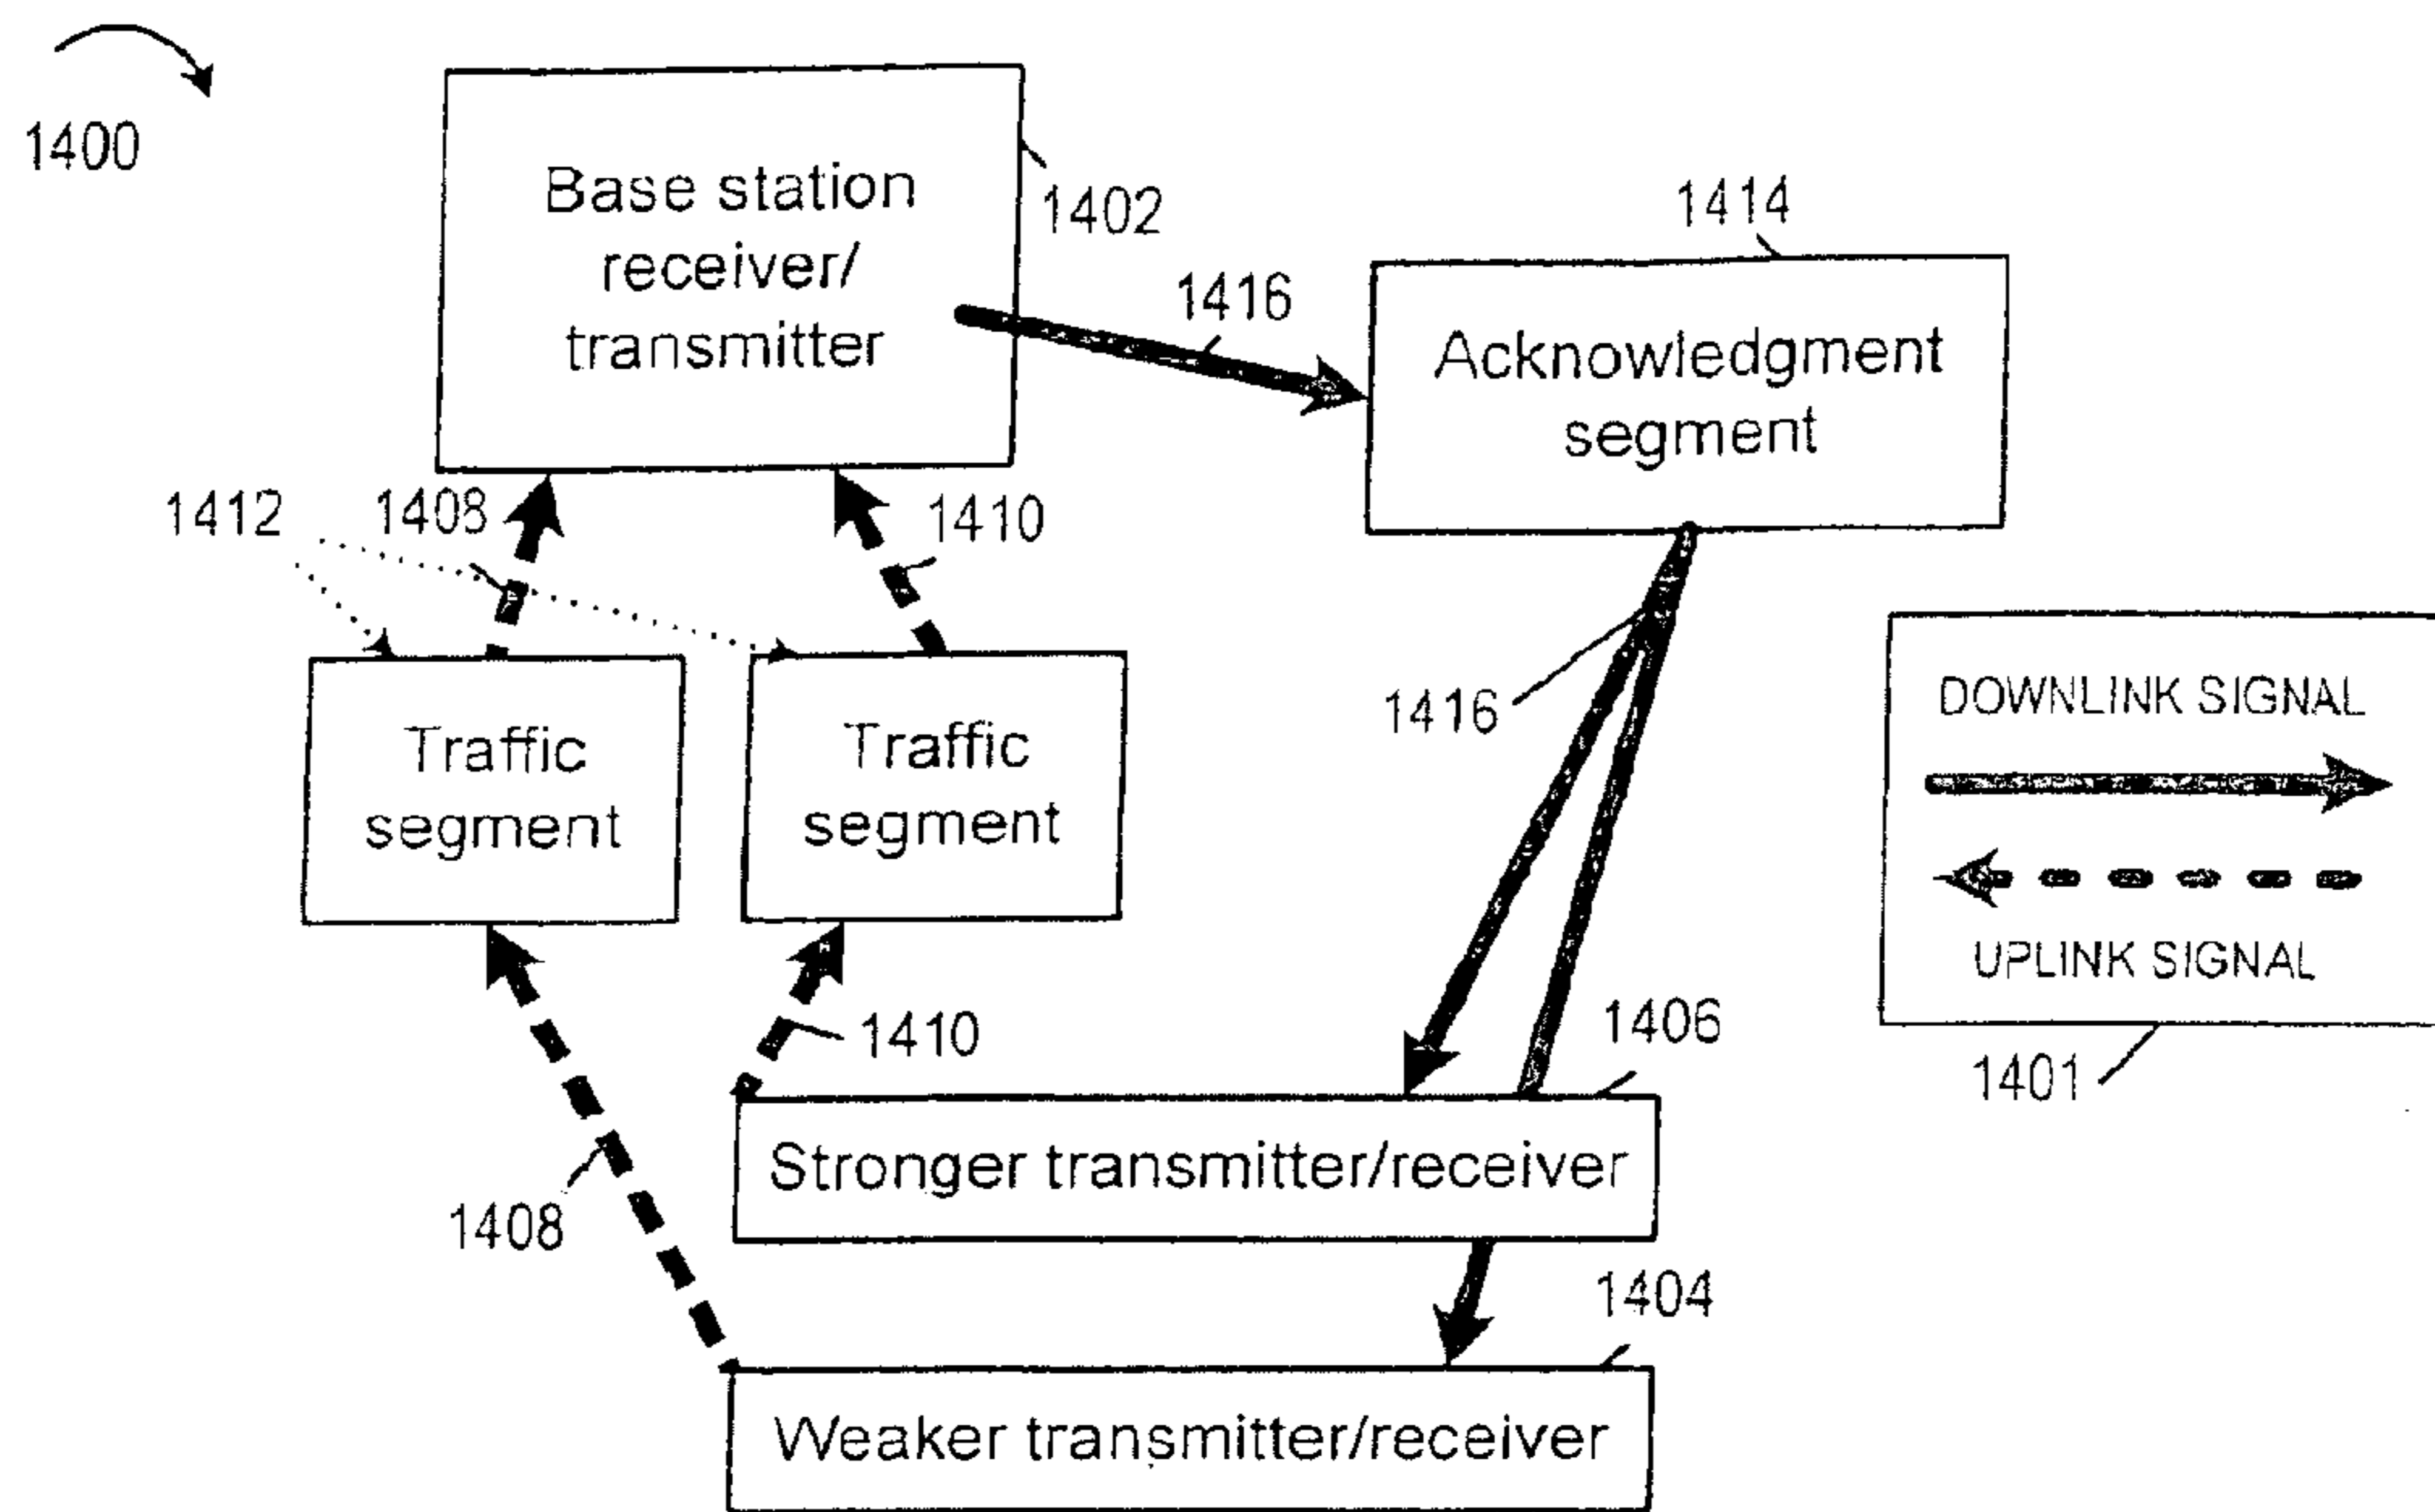 1400
Base station
receiver/
transmitter
1402
1414
1416
Acknowledgment
segment
1412
1408
1410
1416
DOWNLINK SIGNAL
UPLINK SIGNAL
1401
Traffic
segment
Traffic
segment
1410
1406
Stronger transmitter/receiver
1408
1404
Weaker transmitter/receiver